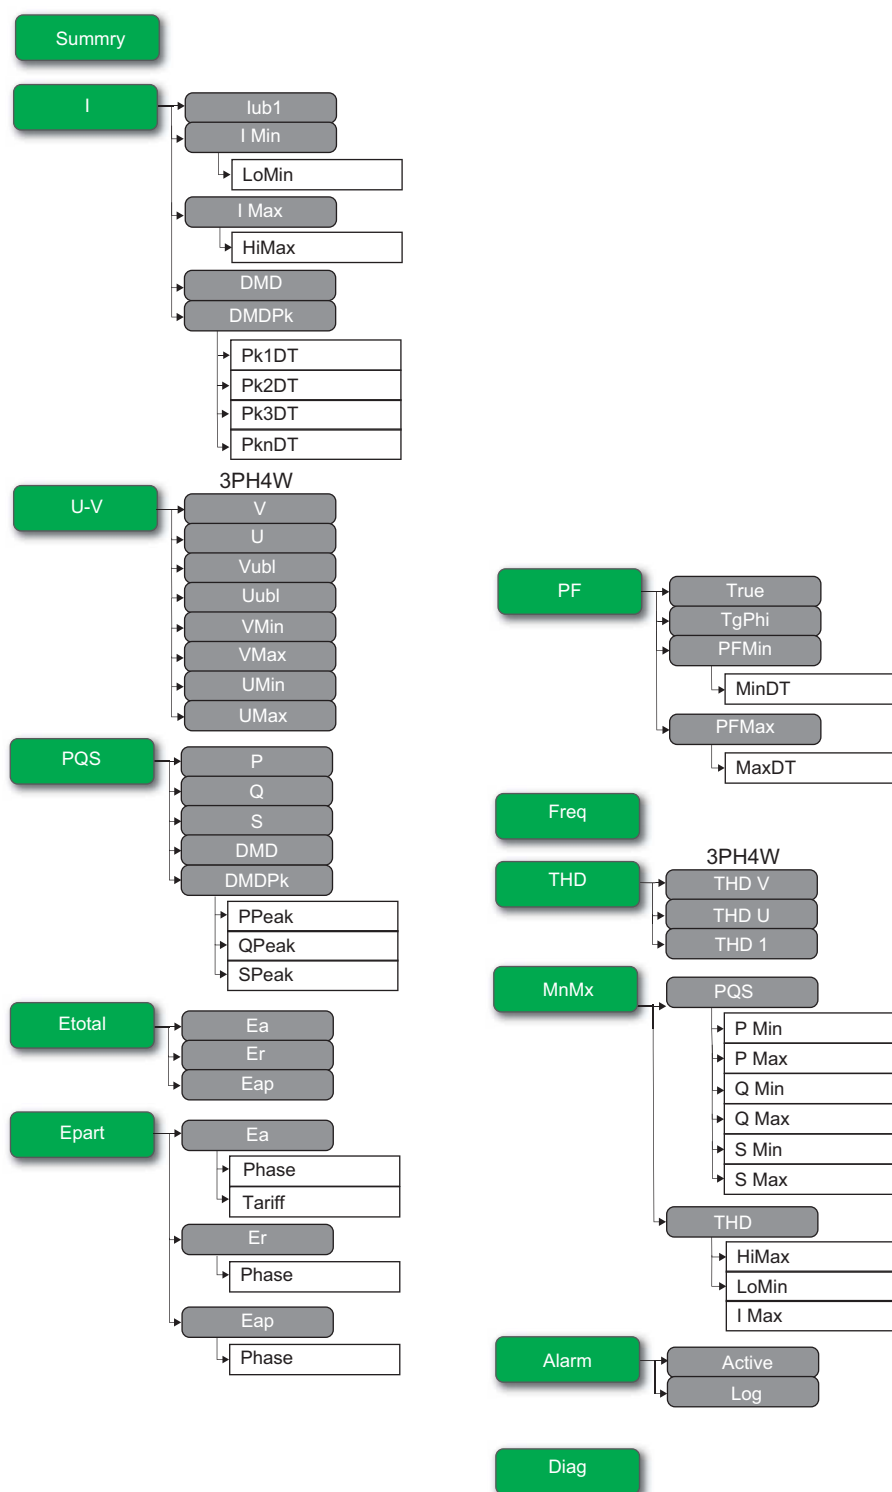 Summry
I
Iub1
I Min
LoMin
I Max
HiMax
DMD
DMDPk
Pk1DT
Pk2DT
Pk3DT
PknDT
3PH4W
U-V
V
U
Vubl
Uubl
VMin
VMax
UMin
UMax
PQS
P
Q
S
DMD
DMDPk
PPeak
QPeak
SPeak
Etotal
Ea
Er
Eap
Epart
Ea
Phase
Tariff
Er
Phase
Eap
Phase
PF
True
TgPhi
PFMin
MinDT
PFMax
MaxDT
Freq
3PH4W
THD
THD V
THD U
THD 1
MnMx
PQS
P Min
P Max
Q Min
Q Max
S Min
S Max
THD
HiMax
LoMin
I Max
Alarm
Active
Log
Diag